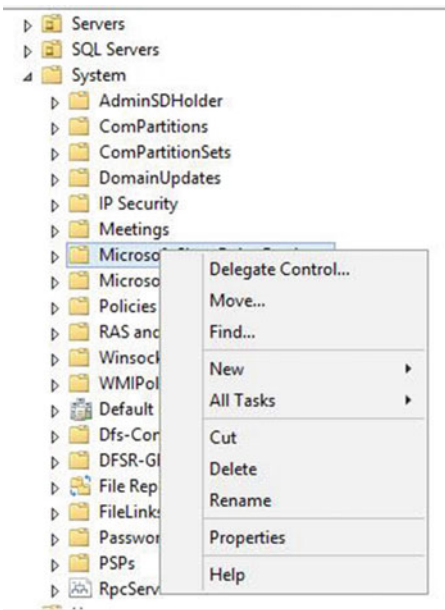 Servers
SQL Servers
System
AdminSDHolder
ComPartitions
ComPartitionSets
DomainUpdates
IP Security
Meetings
Microso
Microso
Policies
RAS and
Winsock
WMIPol
Default
Dfs-Con
DFSR-Gl
File Rep
FileLinks
Passwor
PSPs
RpcServ
Delegate Control...
Move...
Find...
New
All Tasks
Cut
Delete
Rename
Properties
Help